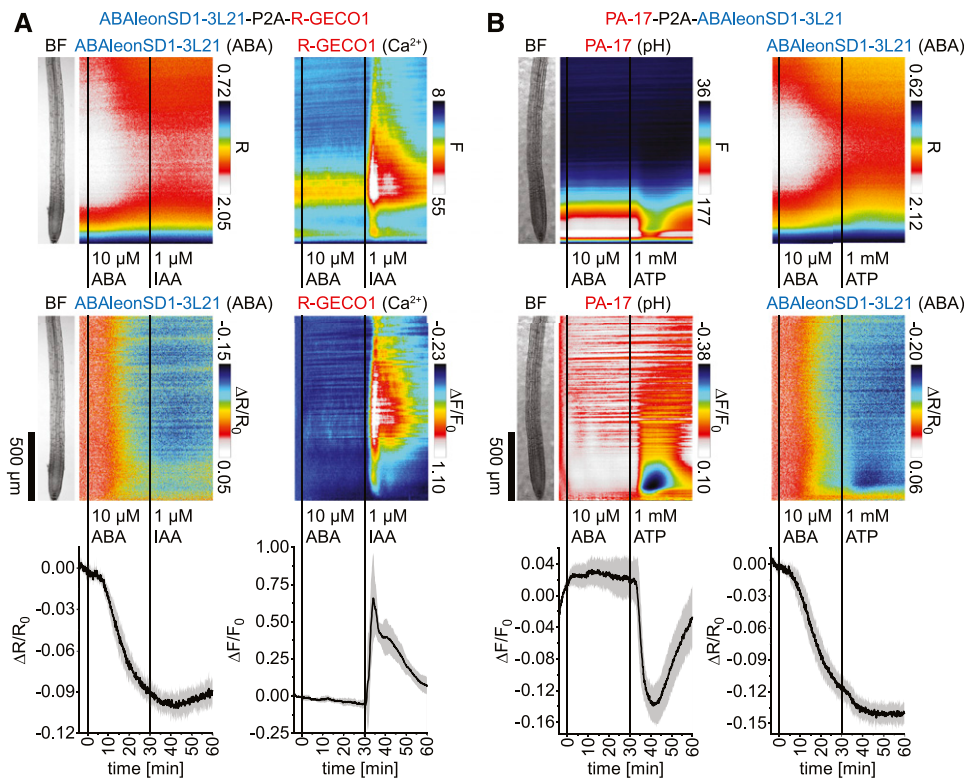 A
ABAleonSD1-3L21-P2A-R-GECO1
BF ABAleonSD1-3L21 (ABA)
R-GECO1 (Ca²⁺)
0.72
R
2.05
8
F
55
10 µM
ABA
1 µM
IAA
10 µM
ABA
1 µM
IAA
BF ABAleonSD1-3L21 (ABA)
R-GECO1 (Ca²⁺)
500 µm
-0.15
ΔR/R₀
0.05
-0.23
ΔF/F₀
1.10
10 µM
ABA
1 µM
IAA
10 µM
ABA
1 µM
IAA
ΔR/R₀
0.00
-0.03
-0.06
-0.09
-0.12
0 10 20 30 40 50 60
time [min]
ΔF/F₀
1.00
0.75
0.50
0.25
0.00
-0.25
0 10 20 30 40 50 60
time [min]
B
PA-17-P2A-ABAleonSD1-3L21
BF PA-17 (pH)
ABAleonSD1-3L21 (ABA)
36
F
177
0.62
R
2.12
10 µM
ABA
1 mM
ATP
10 µM
ABA
1 mM
ATP
BF PA-17 (pH)
ABAleonSD1-3L21 (ABA)
500 µm
-0.38
ΔF/F₀
0.10
-0.20
ΔR/R₀
0.06
10 µM
ABA
1 mM
ATP
10 µM
ABA
1 mM
ATP
ΔF/F₀
0.04
0.00
-0.04
-0.08
-0.12
-0.16
0 10 20 30 40 50 60
time [min]
ΔR/R₀
0.00
-0.03
-0.06
-0.09
-0.12
-0.15
0 10 20 30 40 50 60
time [min]